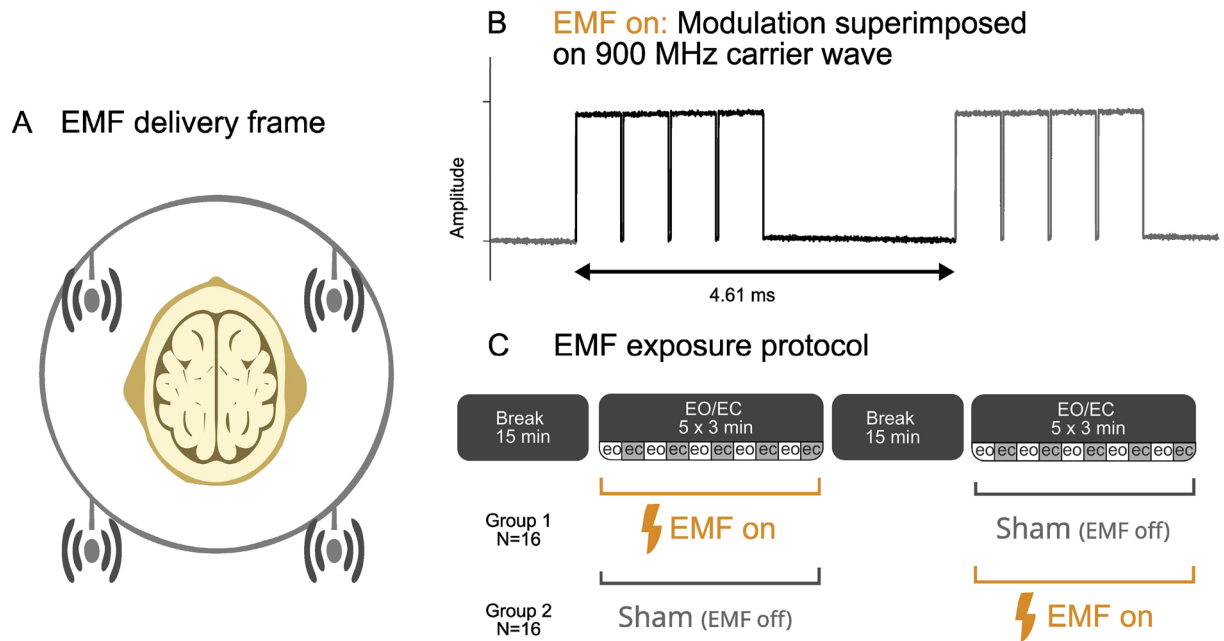 A EMF delivery frame
B EMF on: Modulation superimposed
on 900 MHz carrier wave
Amplitude
4.61 ms
C EMF exposure protocol
Break
15 min
EO/EC
5 x 3 min
eo ec eo ec eo ec eo ec eo ec
Break
15 min
EO/EC
5 x 3 min
eo ec eo ec eo ec eo ec eo ec
Group 1
N=16
EMF on
Sham (EMF off)
Group 2
N=16
Sham (EMF off)
EMF on